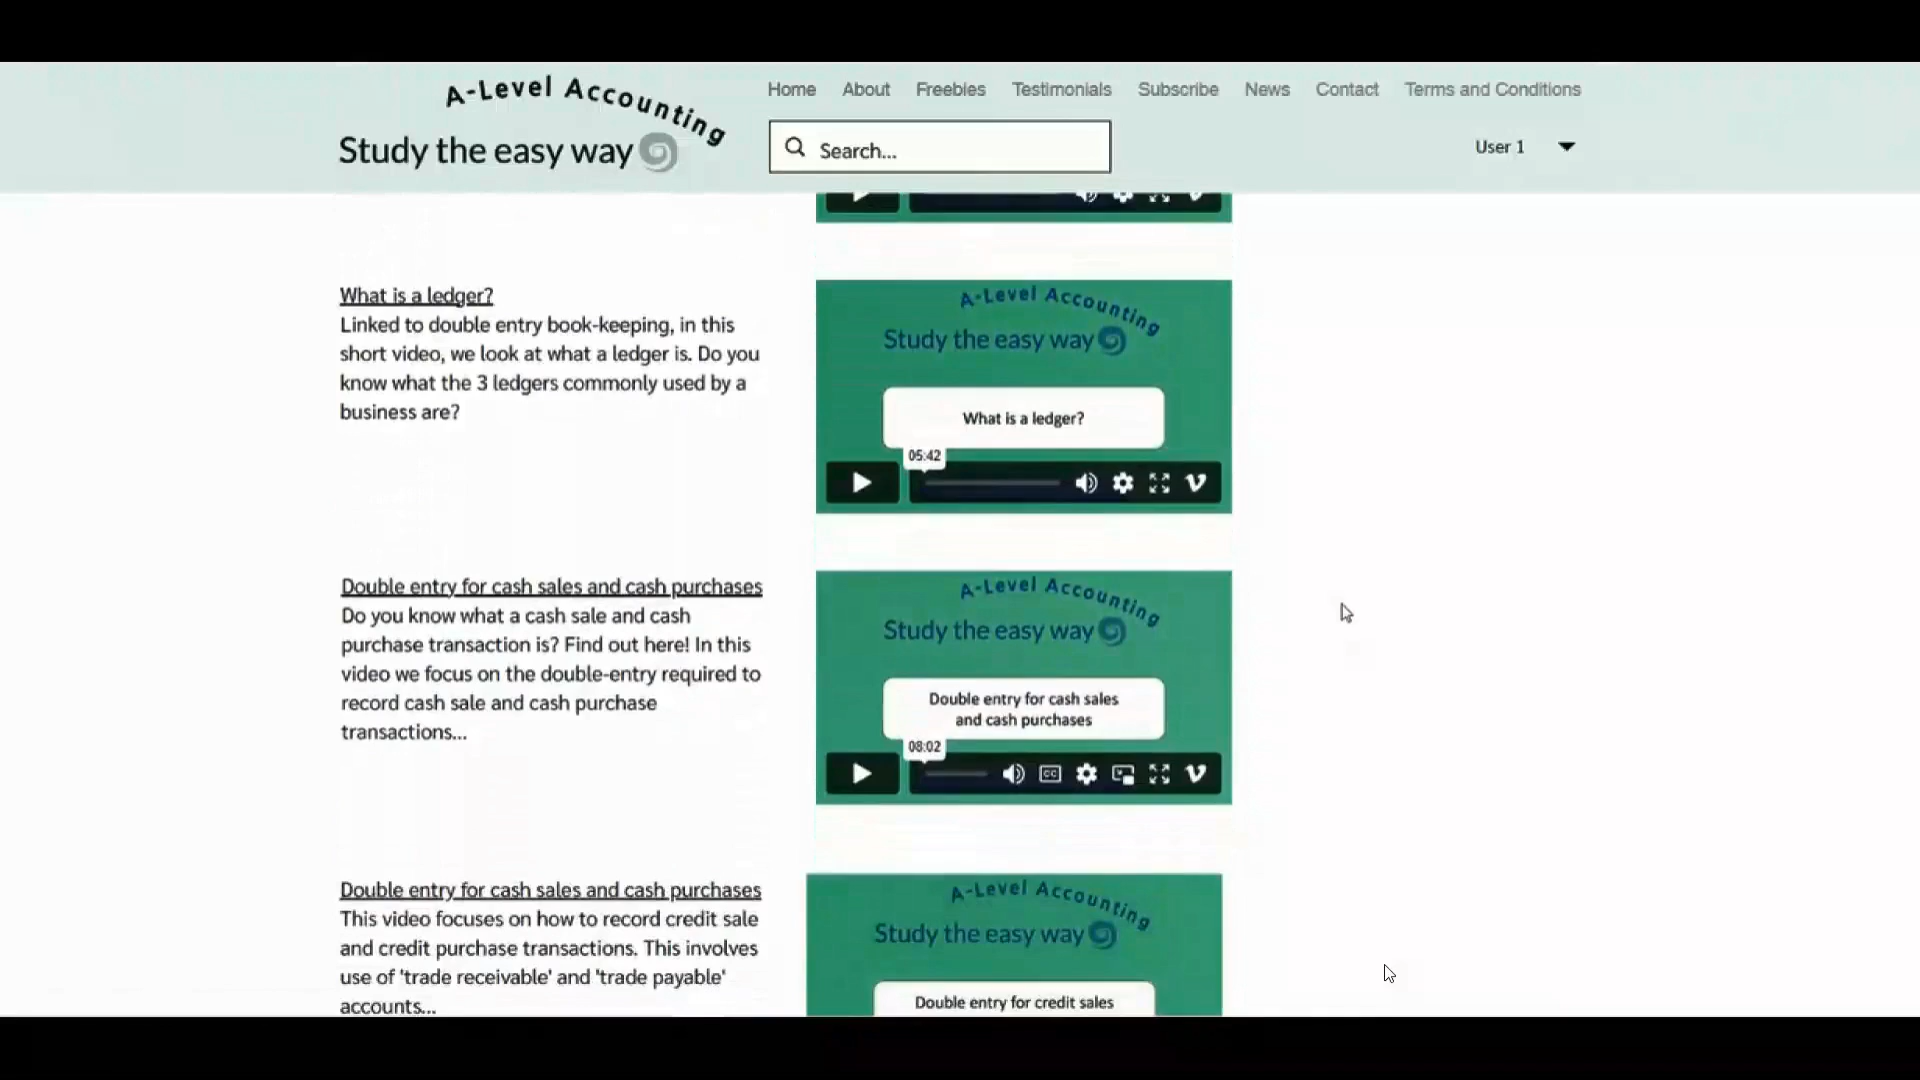 A-Level Accounting
Study the easy way
Home About Freebies Testimonials Subscribe News Contact Terms and Conditions
Search...
User 1
What is a ledger?
Linked to double entry book-keeping, in this
short video, we look at what a ledger is. Do you
know what the 3 ledgers commonly used by a
business are?
A-Level Accounting
Study the easy way
What is a ledger?
05:42
Double entry for cash sales and cash purchases
Do you know what a cash sale and cash
purchase transaction is? Find out here! In this
video we focus on the double-entry required to
record cash sale and cash purchase
transactions...
A-Level Accounting
Study the easy way
Double entry for cash sales
and cash purchases
08:02
CC
Double entry for cash sales and cash purchases
This video focuses on how to record credit sale
and credit purchase transactions. This involves
use of 'trade receivable' and 'trade payable'
accounts...
A-Level Accounting
Study the easy way
Double entry for credit sales